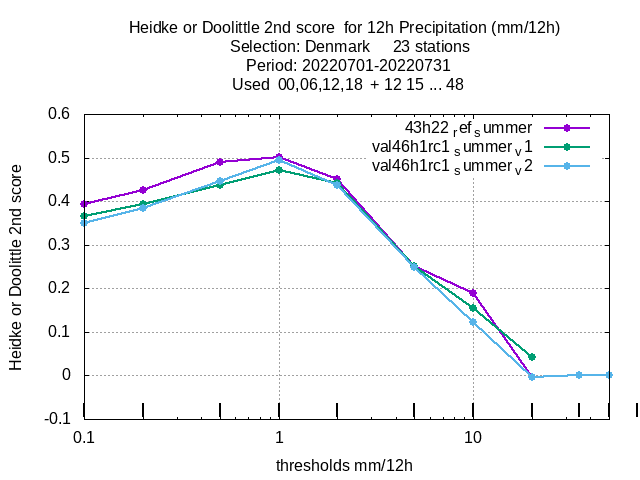 Heidke or Doolittle 2nd score  for 12h Precipitation (mm/12h)
Selection: Denmark     23 stations
Period: 20220701-20220731
Used  00,06,12,18  + 12 15 ... 48
43h22 ref summer
val46h1rc1 summer v1
val46h1rc1 summer v2
0.6
0.5
0.4
0.3
0.2
0.1
0
-0.1
0.1
1
10
Heidke or Doolittle 2nd score
thresholds mm/12h